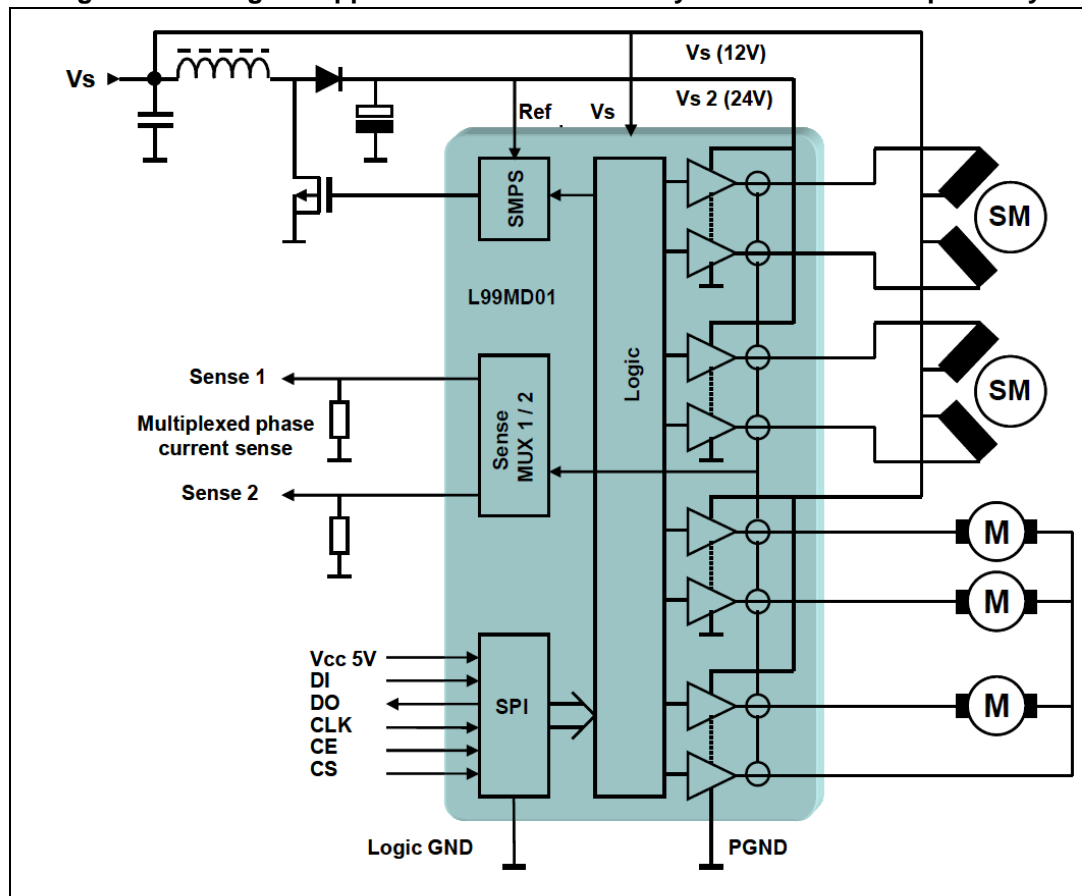 Vs (12V)
Vs
Vs 2 (24V)
Ref
Vs
SMPS
SM
L99MD01
Logic
Sense 1
Multiplexed phase
current sense
Sense
MUX 1 / 2
SM
Sense 2
M
M
Vcc 5V
DI
DO
CLK
CE
CS
SPI
M
Logic GND
PGND